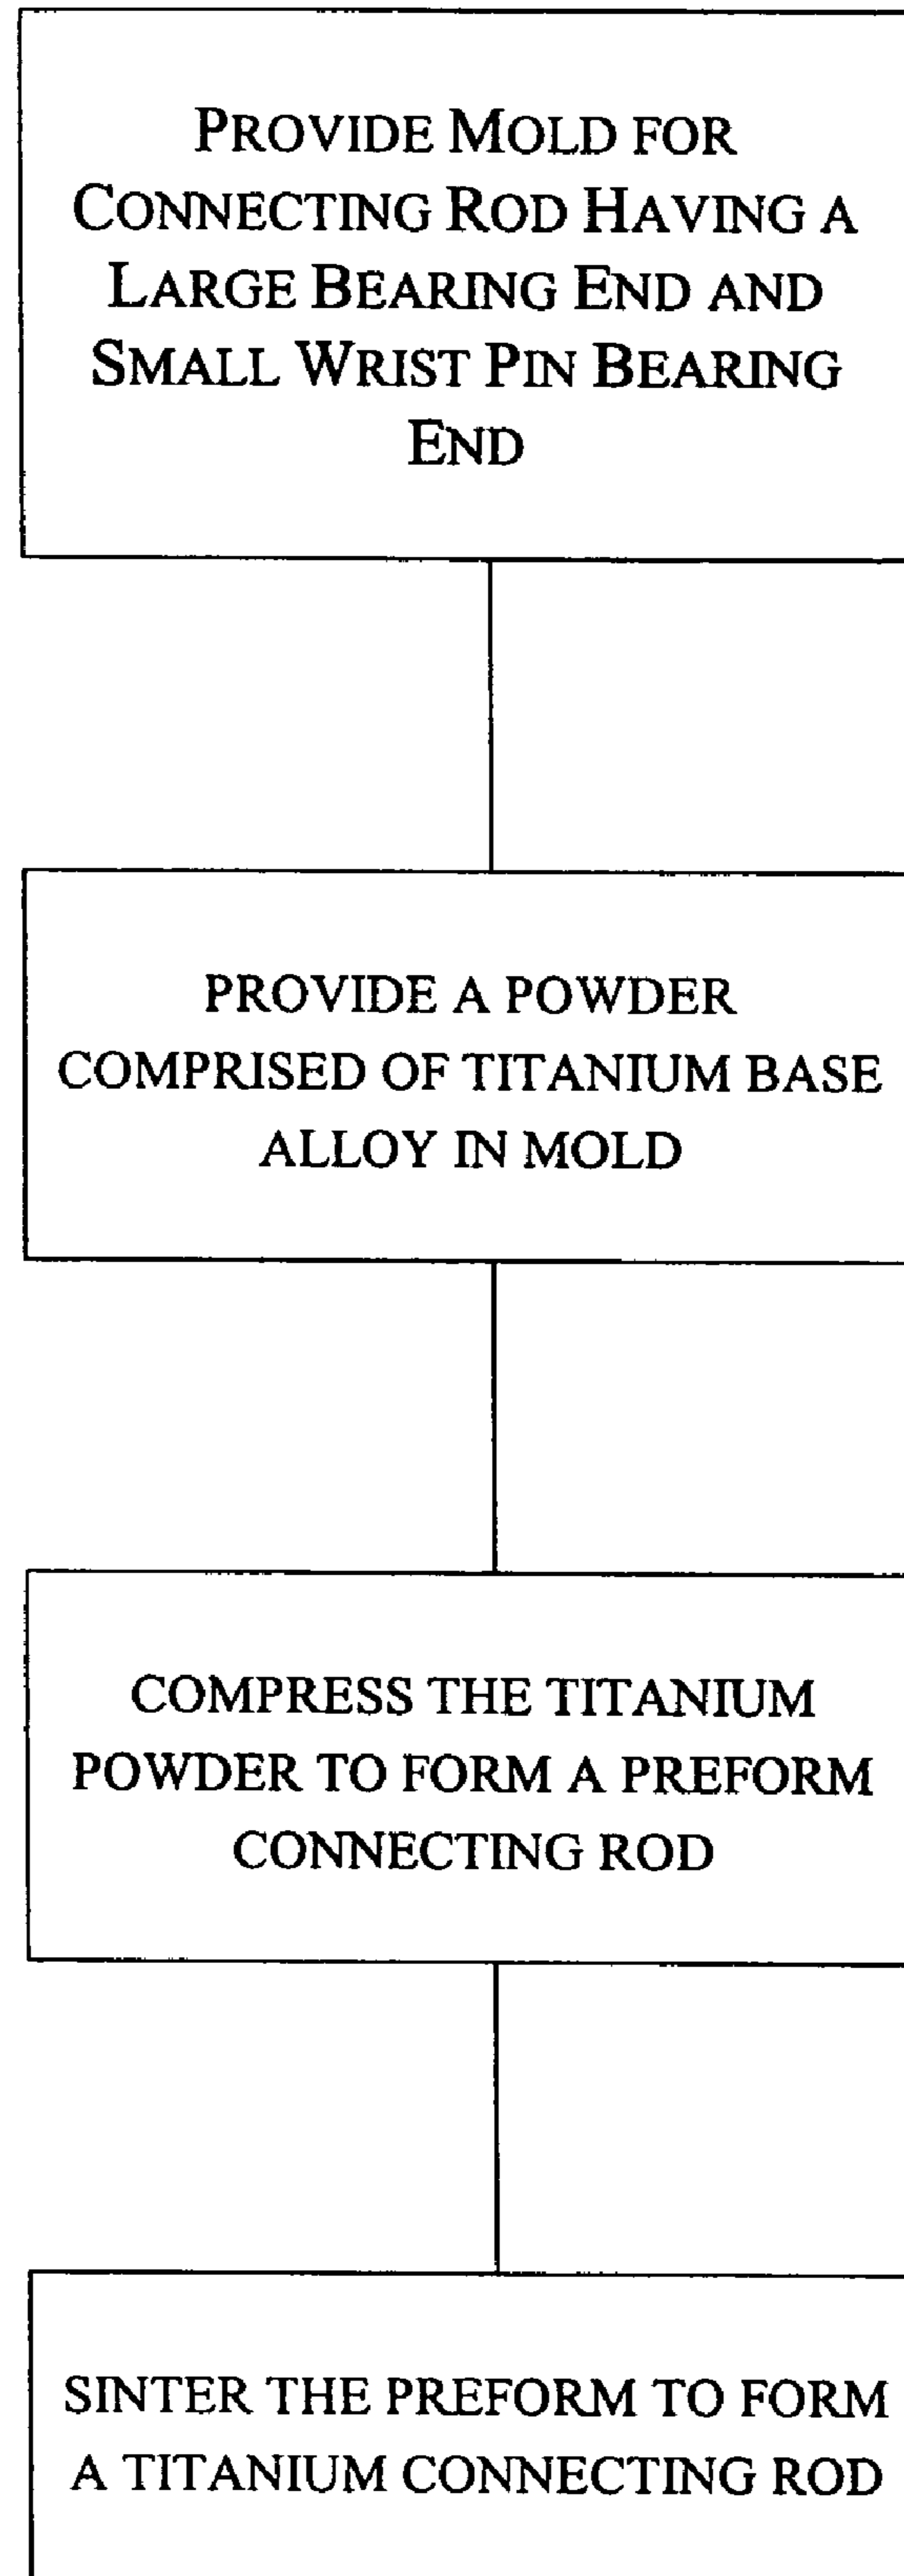 PROVIDE MOLD FOR
CONNECTING ROD HAVING A
LARGE BEARING END AND
SMALL WRIST PIN BEARING
END
PROVIDE A POWDER
COMPRISED OF TITANIUM BASE
ALLOY IN MOLD
COMPRESS THE TITANIUM
POWDER TO FORM A PREFORM
CONNECTING ROD
SINTER THE PREFORM TO FORM
A TITANIUM CONNECTING ROD